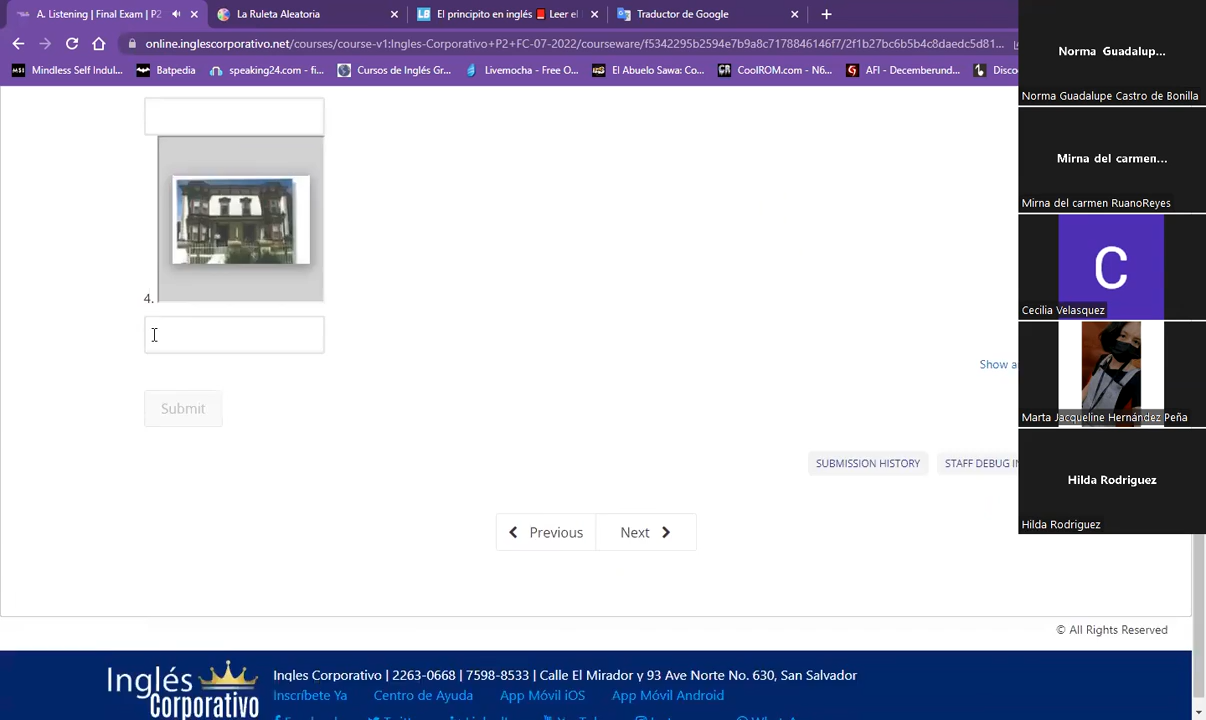 A. Listening | Final Exam | P2
La Ruleta Aleatoria
El principito en inglés 📕 Leer el
Traductor de Google
online.inglescorporativo.net/courses/course-v1:Ingles-Corporativo+P2+FC-07-2022/courseware/f5342295b2594e7b9a8c7178846146f7/2f1b27bc6b5b4c8daedc5d81...
Mindless Self Indul...
Batpedia
speaking24.com - fi...
Cursos de Inglés Gr...
Livemocha - Free O...
El Abuelo Sawa: Co...
CoolROM.com - N6...
AFI - Decemberund...
Disco
4.
Show a
Submit
SUBMISSION HISTORY
STAFF DEBUG IN
Previous
Next
© All Rights Reserved
Inglés Corporativo
Ingles Corporativo | 2263-0668 | 7598-8533 | Calle El Mirador y 93 Ave Norte No. 630, San Salvador
Inscríbete Ya
Centro de Ayuda
App Móvil iOS
App Móvil Android
Norma Guadalup...
Norma Guadalupe Castro de Bonilla
Mirna del carmen...
Mirna del carmen RuanoReyes
C
Cecilia Velasquez
Marta Jacqueline Hernández Peña
Hilda Rodriguez
Hilda Rodriguez